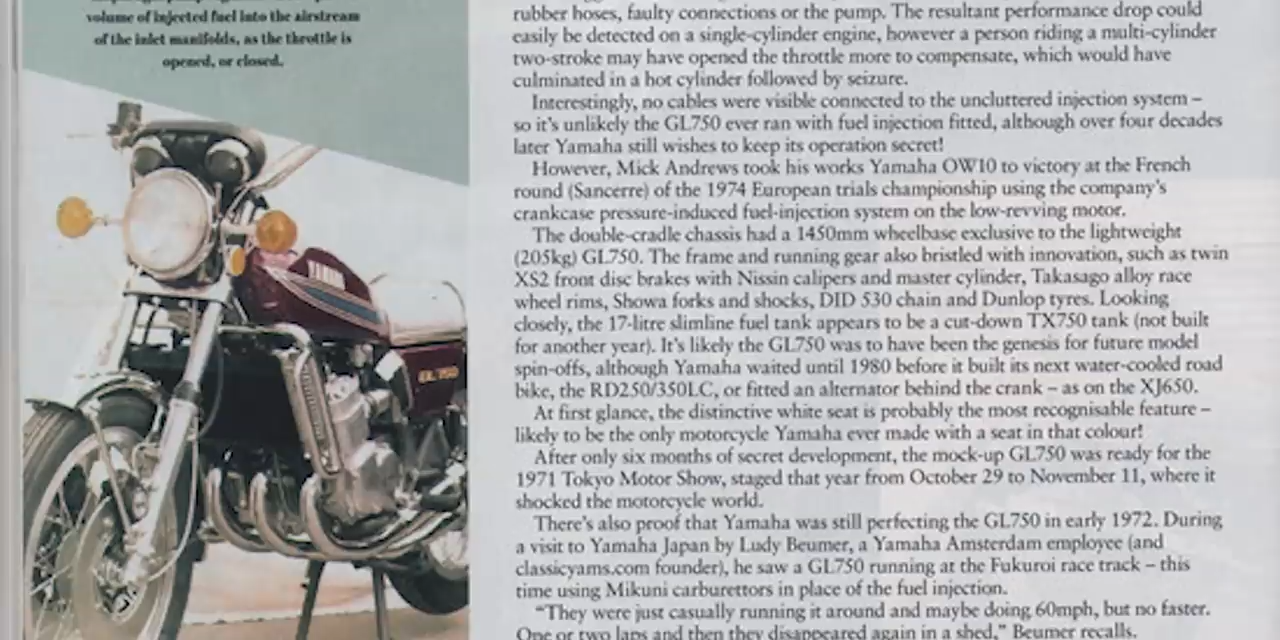 volume of injected fuel into the airstream
of the inlet manifolds, as the throttle is
opened, or closed.
YAMAHA
GL 750
rubber hoses, faulty connections or the pump. The resultant performance drop could
easily be detected on a single-cylinder engine, however a person riding a multi-cylinder
two-stroke may have opened the throttle more to compensate, which would have
culminated in a hot cylinder followed by seizure.
Interestingly, no cables were visible connected to the uncluttered injection system –
so it's unlikely the GL750 ever ran with fuel injection fitted, although over four decades
later Yamaha still wishes to keep its operation secret!
However, Mick Andrews took his works Yamaha OW10 to victory at the French
round (Sancerre) of the 1974 European trials championship using the company's
crankcase pressure-induced fuel-injection system on the low-revving motor.
The double-cradle chassis had a 1450mm wheelbase exclusive to the lightweight
(205kg) GL750. The frame and running gear also bristled with innovation, such as twin
XS2 front disc brakes with Nissin calipers and master cylinder, Takasago alloy race
wheel rims, Showa forks and shocks, DID 530 chain and Dunlop tyres. Looking
closely, the 17-litre slimline fuel tank appears to be a cut-down TX750 tank (not built
for another year). It's likely the GL750 was to have been the genesis for future model
spin-offs, although Yamaha waited until 1980 before it built its next water-cooled road
bike, the RD250/350LC, or fitted an alternator behind the crank – as on the XJ650.
At first glance, the distinctive white seat is probably the most recognisable feature –
likely to be the only motorcycle Yamaha ever made with a seat in that colour!
After only six months of secret development, the mock-up GL750 was ready for the
1971 Tokyo Motor Show, staged that year from October 29 to November 11, where it
shocked the motorcycle world.
There's also proof that Yamaha was still perfecting the GL750 in early 1972. During
a visit to Yamaha Japan by Ludy Beumer, a Yamaha Amsterdam employee (and
classicyams.com founder), he saw a GL750 running at the Fukuroi race track – this
time using Mikuni carburettors in place of the fuel injection.
"They were just casually running it around and maybe doing 60mph, but no faster.
One or two laps and then they disappeared again in a shed," Beumer recalls.